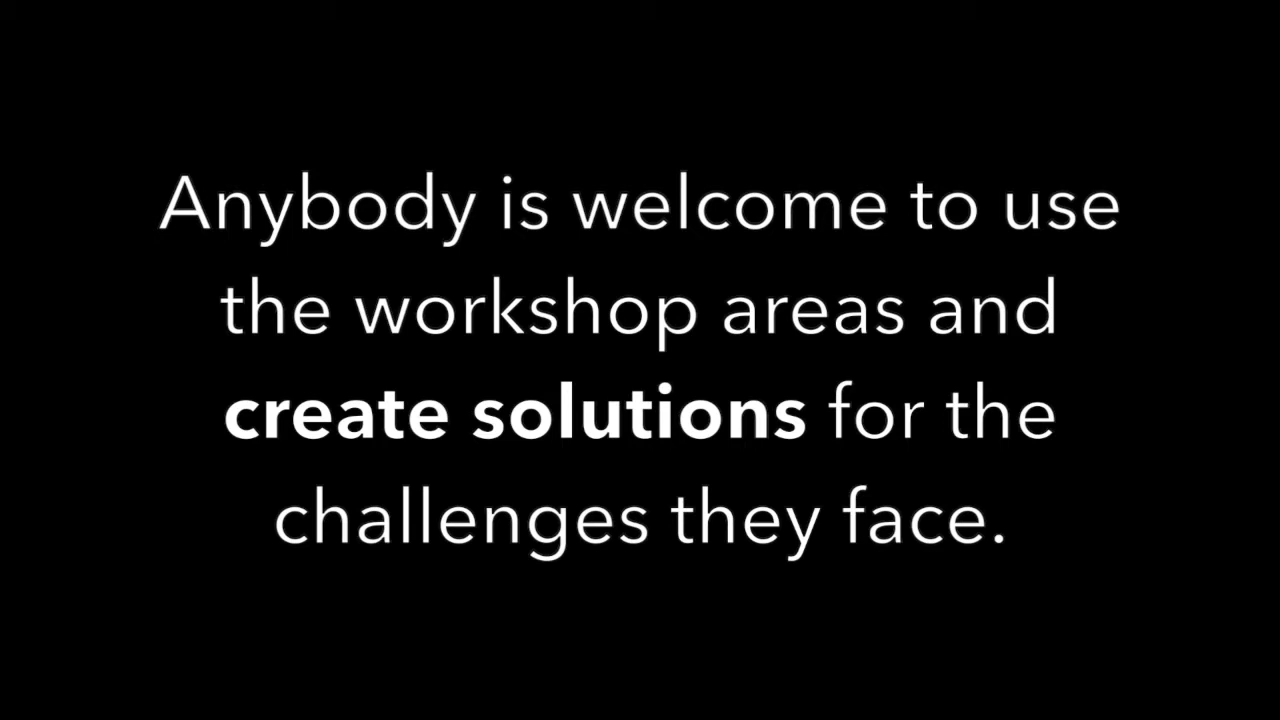 Anybody is welcome to use
the workshop areas and
create solutions for the
challenges they face.